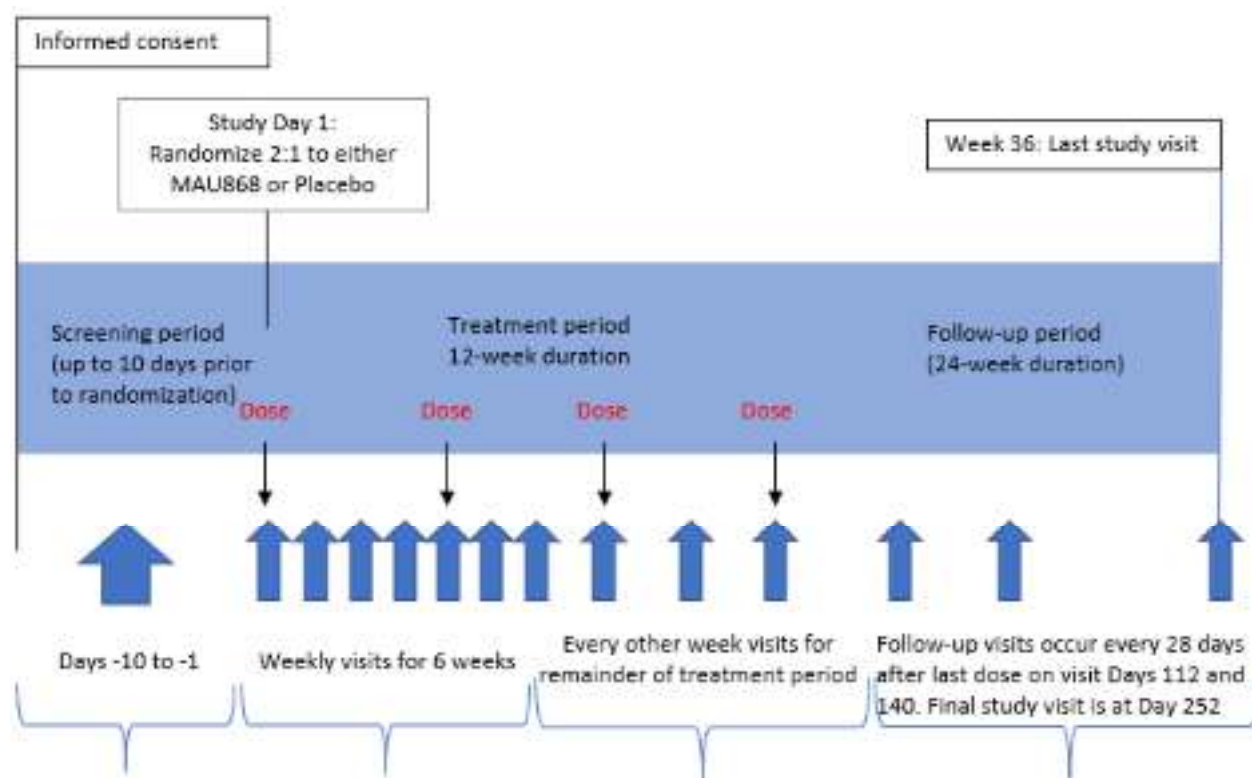 Informed consent
Study Day 1:
Randomize 2:1 to either
MAU868 or Placebo
Week 36: Last study visit
Screening period
(up to 10 days prior
to randomization)
Treatment period
12-week duration
Follow-up period
(24-week duration)
Dose
Dose
Dose
Dose
Days -10 to -1
Weekly visits for 6 weeks
Every other week visits for
remainder of treatment period
Follow-up visits occur every 28 days
after last dose on visit Days 112 and
140. Final study visit is at Day 252